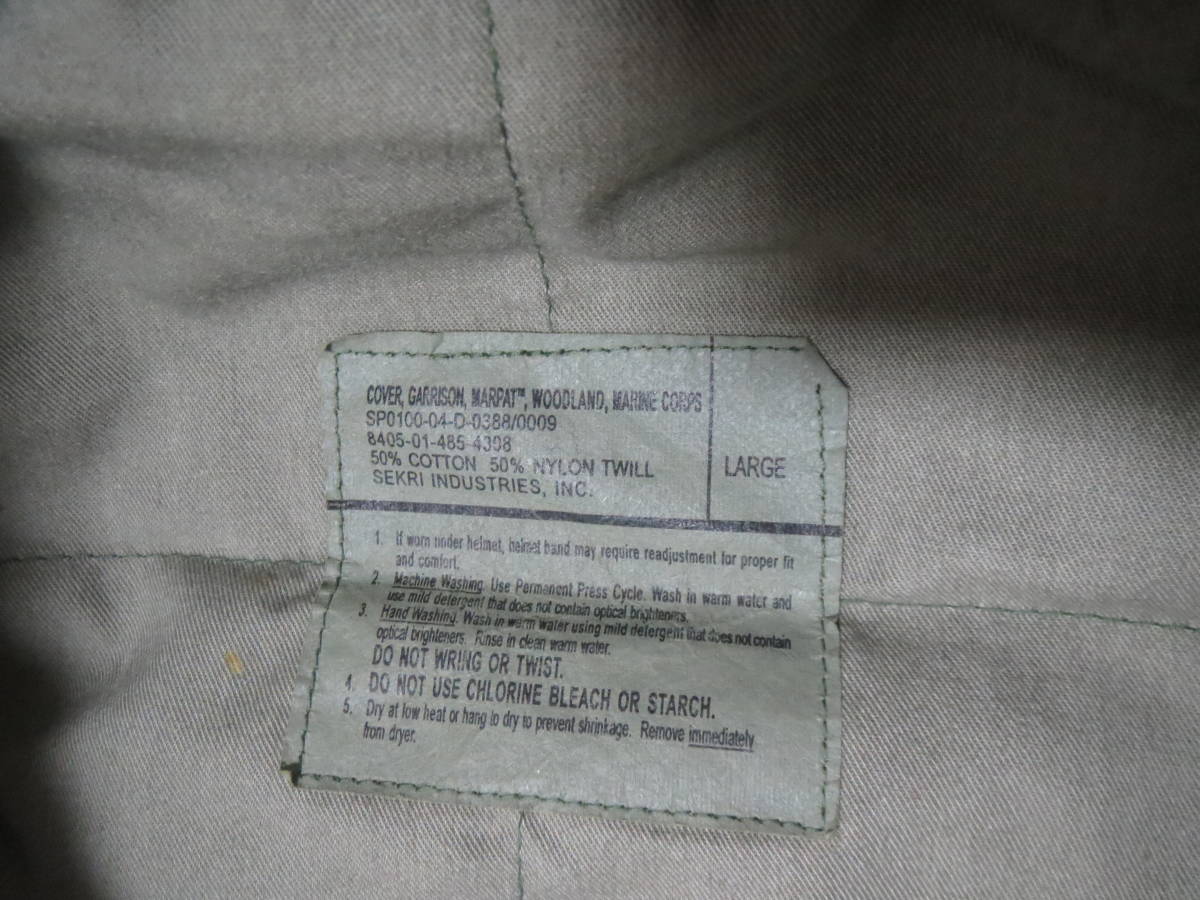 COVER, GARRISON, MARPAT™, WOODLAND, MARINE CORPS
SP0100-04-D-0388/0009
8405-01-485-4398
50% COTTON 50% NYLON TWILL
SEKRI INDUSTRIES, INC.
LARGE
1. If worn under helmet, helmet band may require readjustment for proper fit
and comfort.
2. Machine Washing. Use Permanent Press Cycle. Wash in warm water and
use mild detergent that does not contain optical brighteners.
3. Hand Washing. Wash in warm water using mild detergent that does not contain
optical brighteners. Rinse in clean warm water.
DO NOT WRING OR TWIST.
4. DO NOT USE CHLORINE BLEACH OR STARCH.
5. Dry at low heat or hang to dry to prevent shrinkage. Remove immediately
from dryer.